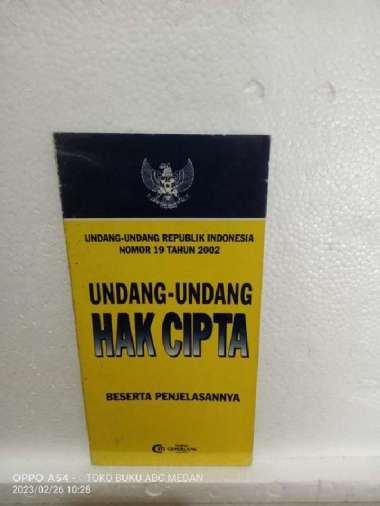 UNDANG-UNDANG REPUBLIK INDONESIA
NOMOR 19 TAHUN 2002
UNDANG-UNDANG
HAK CIPTA
BESERTA PENJELASANNYA
GEMERLANG
OPPO A54 · TOKO BUKU ABC MEDAN
2023/02/26 10:28